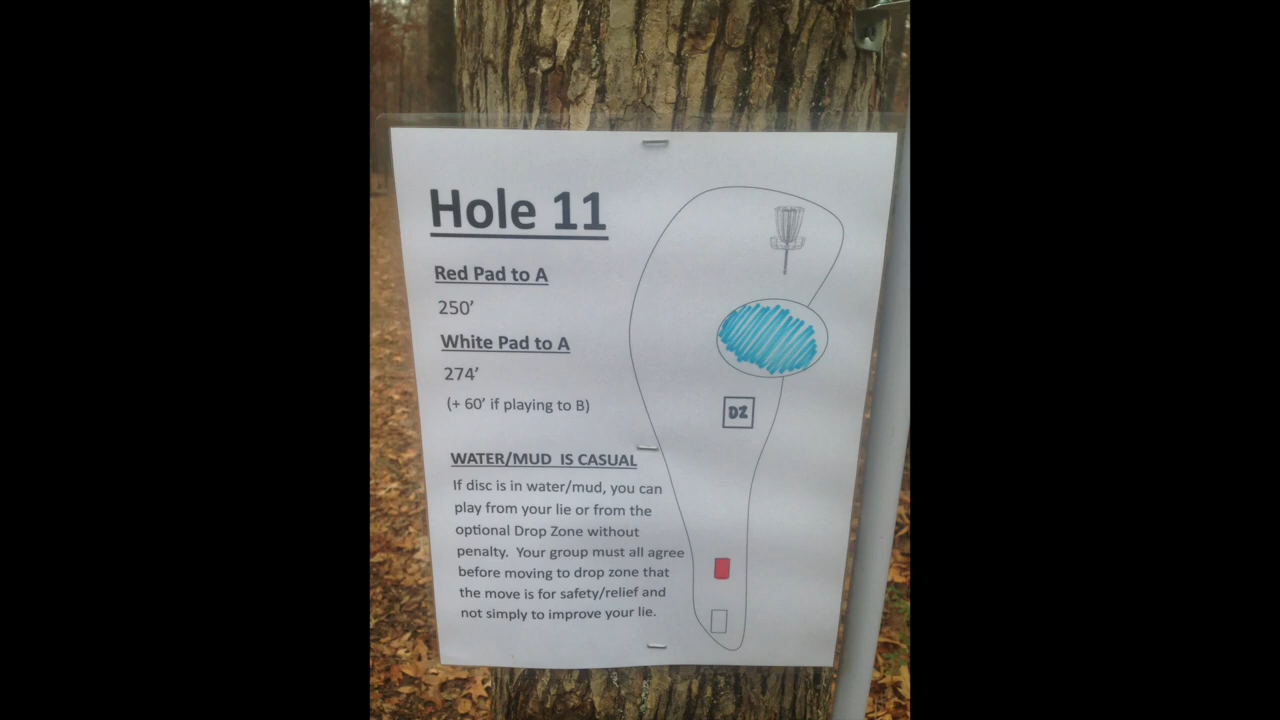 Hole 11
Red Pad to A
250′
White Pad to A
274′
(+ 60′ if playing to B)
WATER/MUD IS CASUAL
If disc is in water/mud, you can
play from your lie or from the
optional Drop Zone without
penalty. Your group must all agree
before moving to drop zone that
the move is for safety/relief and
not simply to improve your lie.
DZ